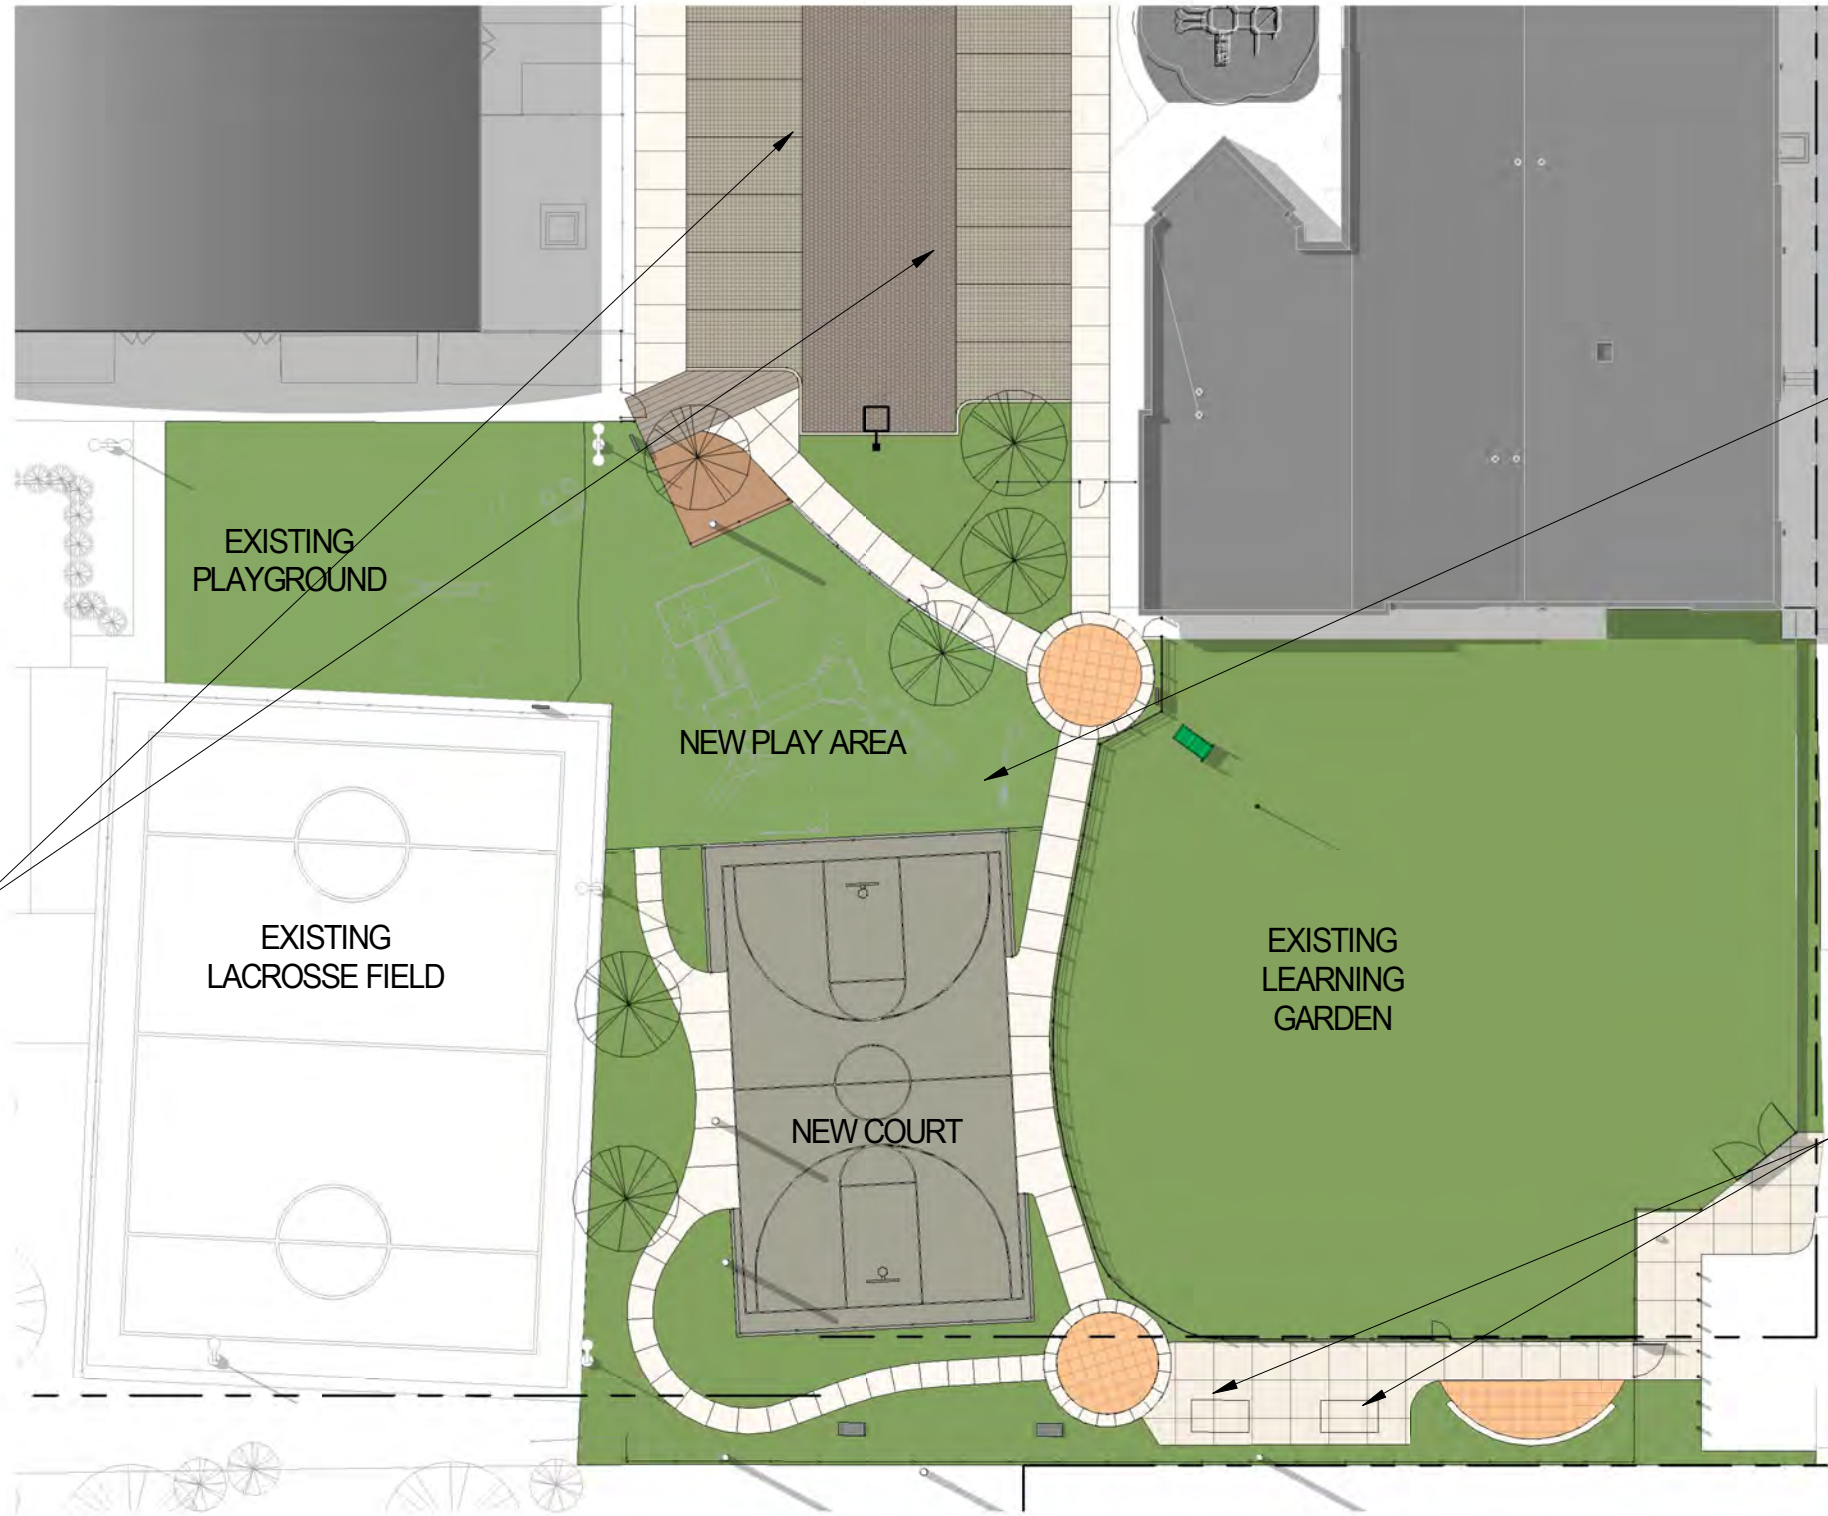 EXISTING
PLAYGROUND
NEW PLAY AREA
EXISTING
LACROSSE FIELD
EXISTING
LEARNING
GARDEN
NEW COURT